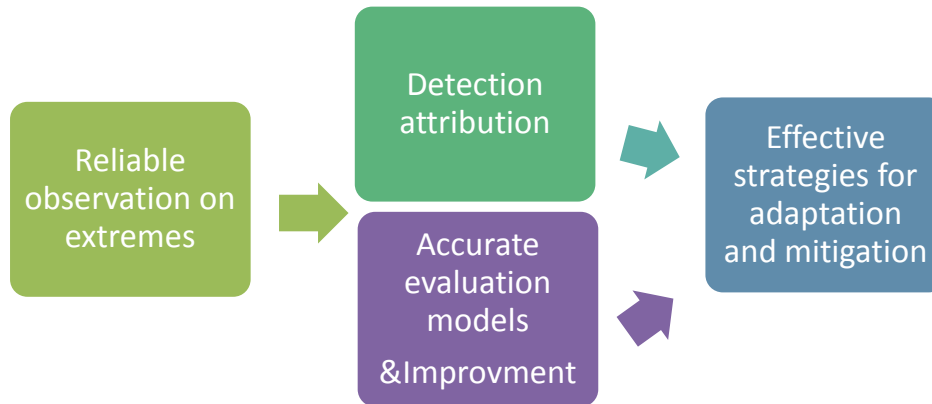 Reliable
observation on
extremes
Detection
attribution
Accurate
evaluation
models
&Improvment
Effective
strategies for
adaptation
and mitigation